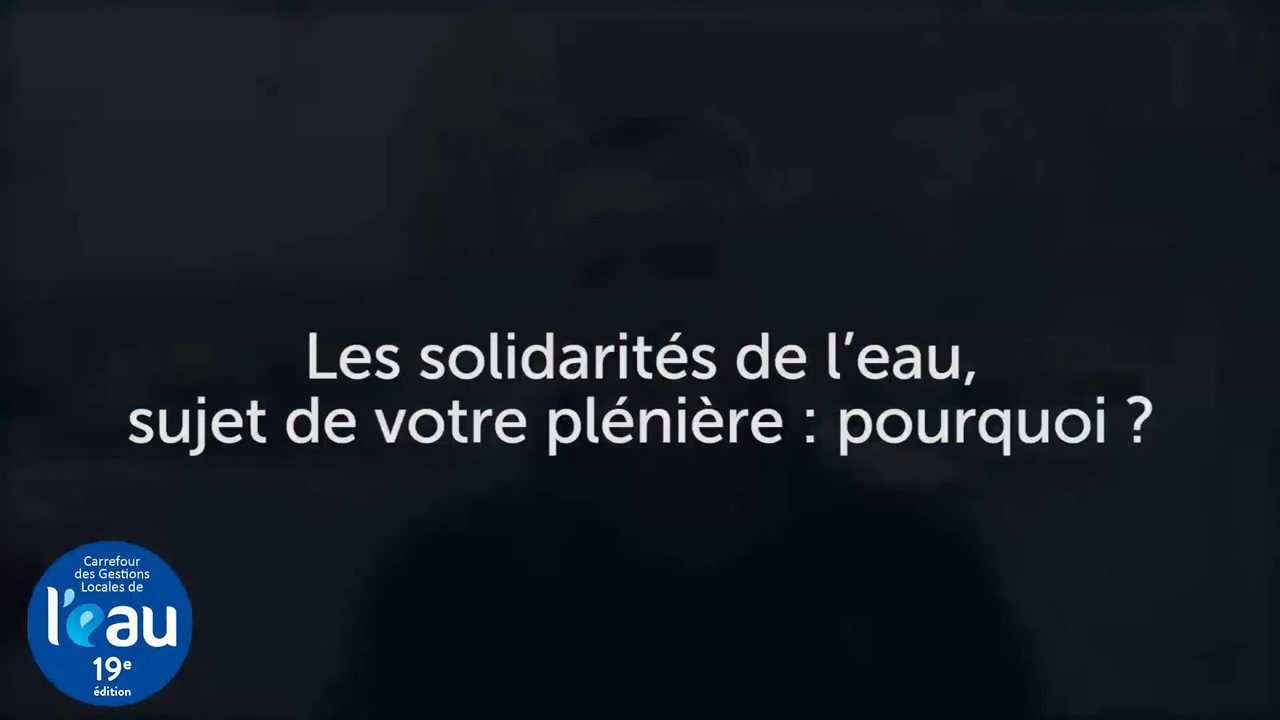 Les solidarités de l’eau,
sujet de votre plénière : pourquoi ?
Carrefour
des Gestions
Locales de
l'eau
19e
édition